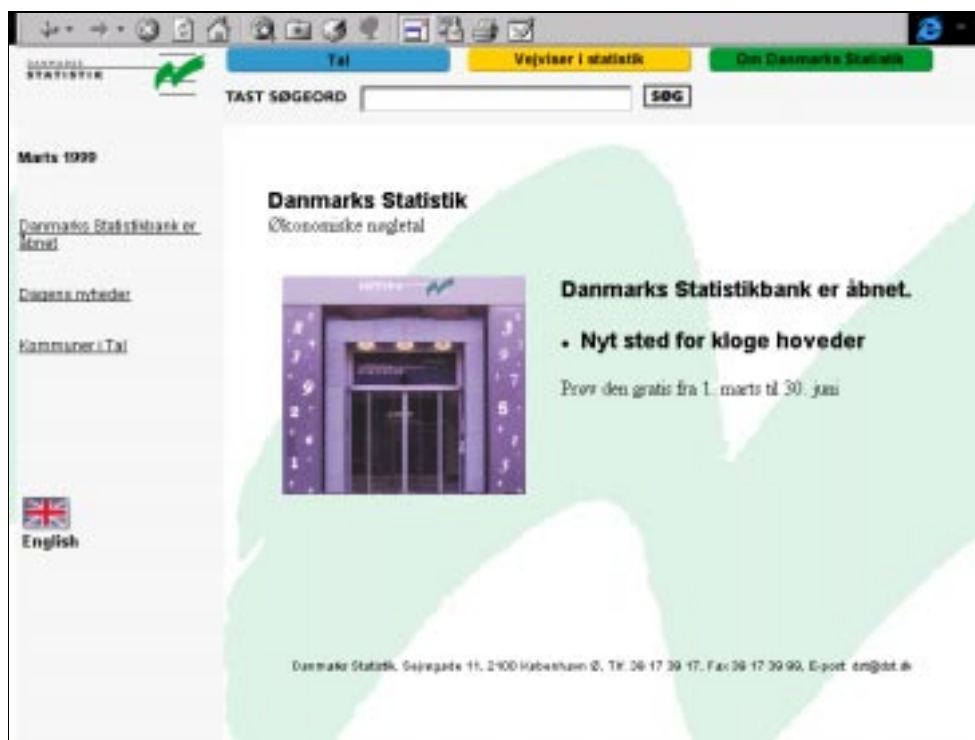 DANMARKS
STATISTIK
Tal
Vejviser i statistik
Om Danmarks Statistik
TAST SØGEORD
SØG
Marts 1999
Danmarks Statistikbank er
åbnet
Dagens nyheder
Kommuner i Tal
English
Danmarks Statistik
Økonomiske nøgletal
Danmarks Statistikbank er åbnet.
• Nyt sted for kloge hoveder
Prøv den gratis fra 1. marts til 30. juni
Danmarks Statistik, Sejrøgade 11, 2100 København Ø, Tlf. 39 17 39 17, Fax 39 17 39 99, E-post: dst@dst.dk